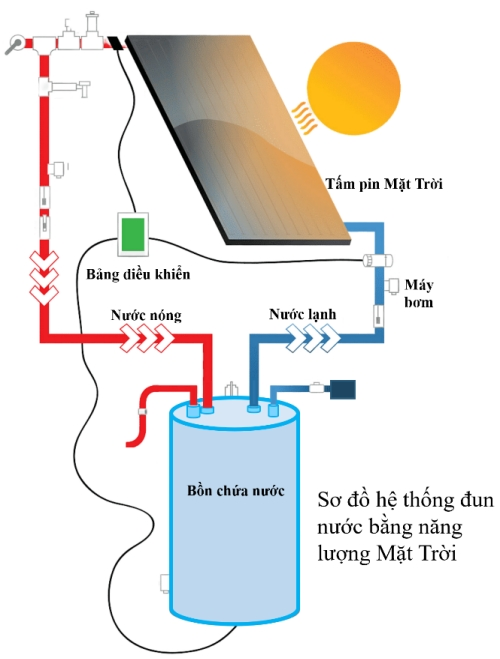 Tấm pin Mặt Trời
Bảng điều khiển
Máy
bơm
Nước nóng
Nước lạnh
Bồn chứa nước
Sơ đồ hệ thống đun
nước bằng năng
lượng Mặt Trời